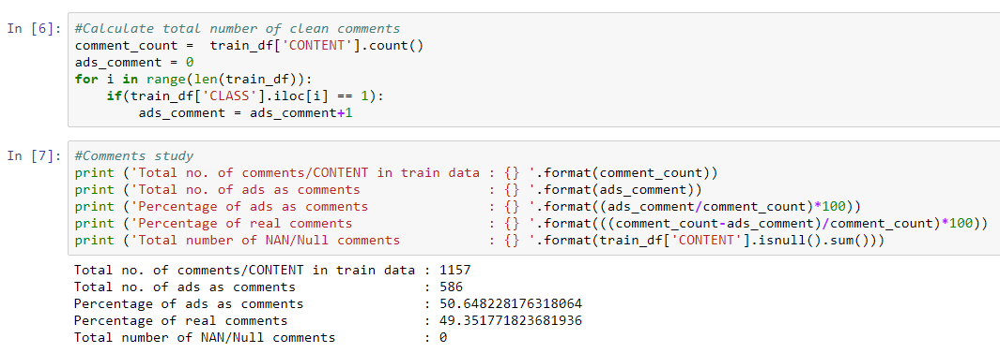 In [6]: #Calculate total number of clean comments
comment_count =  train_df['CONTENT'].count()
ads_comment = 0
for i in range(len(train_df)):
    if(train_df['CLASS'].iloc[i] == 1):
        ads_comment = ads_comment+1
In [7]: #Comments study
print ('Total no. of comments/CONTENT in train data : {} '.format(comment_count))
print ('Total no. of ads as comments                : {} '.format(ads_comment))
print ('Percentage of ads as comments               : {} '.format((ads_comment/comment_count)*100))
print ('Percentage of real comments                 : {} '.format(((comment_count-ads_comment)/comment_count)*100))
print ('Total number of NAN/Null comments           : {} '.format(train_df['CONTENT'].isnull().sum()))
Total no. of comments/CONTENT in train data : 1157
Total no. of ads as comments                : 586
Percentage of ads as comments               : 50.648228176318064
Percentage of real comments                 : 49.351771823681936
Total number of NAN/Null comments           : 0